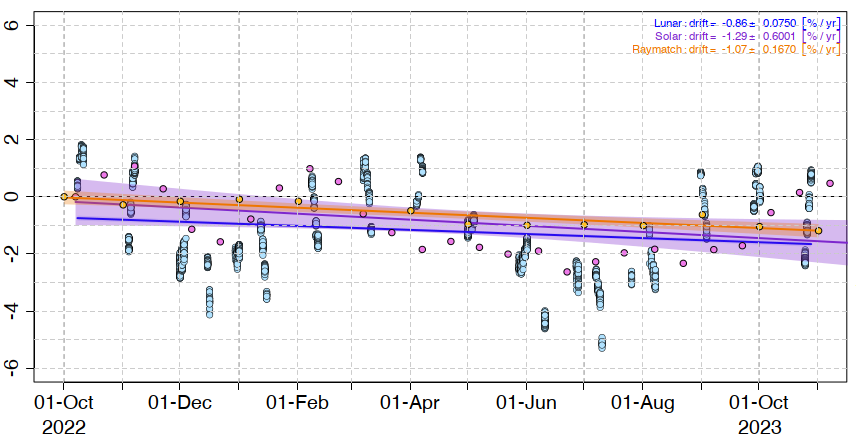 Lunar: drift= -0.86 ± 0.0750 [% / yr]
Solar: drift= -1.29 ± 0.6001 [% / yr]
Raymatch: drift= -1.07 ± 0.1670 [% / yr]
6
4
2
0
-2
-4
-6
01-Oct 01-Dec 01-Feb 01-Apr 01-Jun 01-Aug 01-Oct
2022 2023